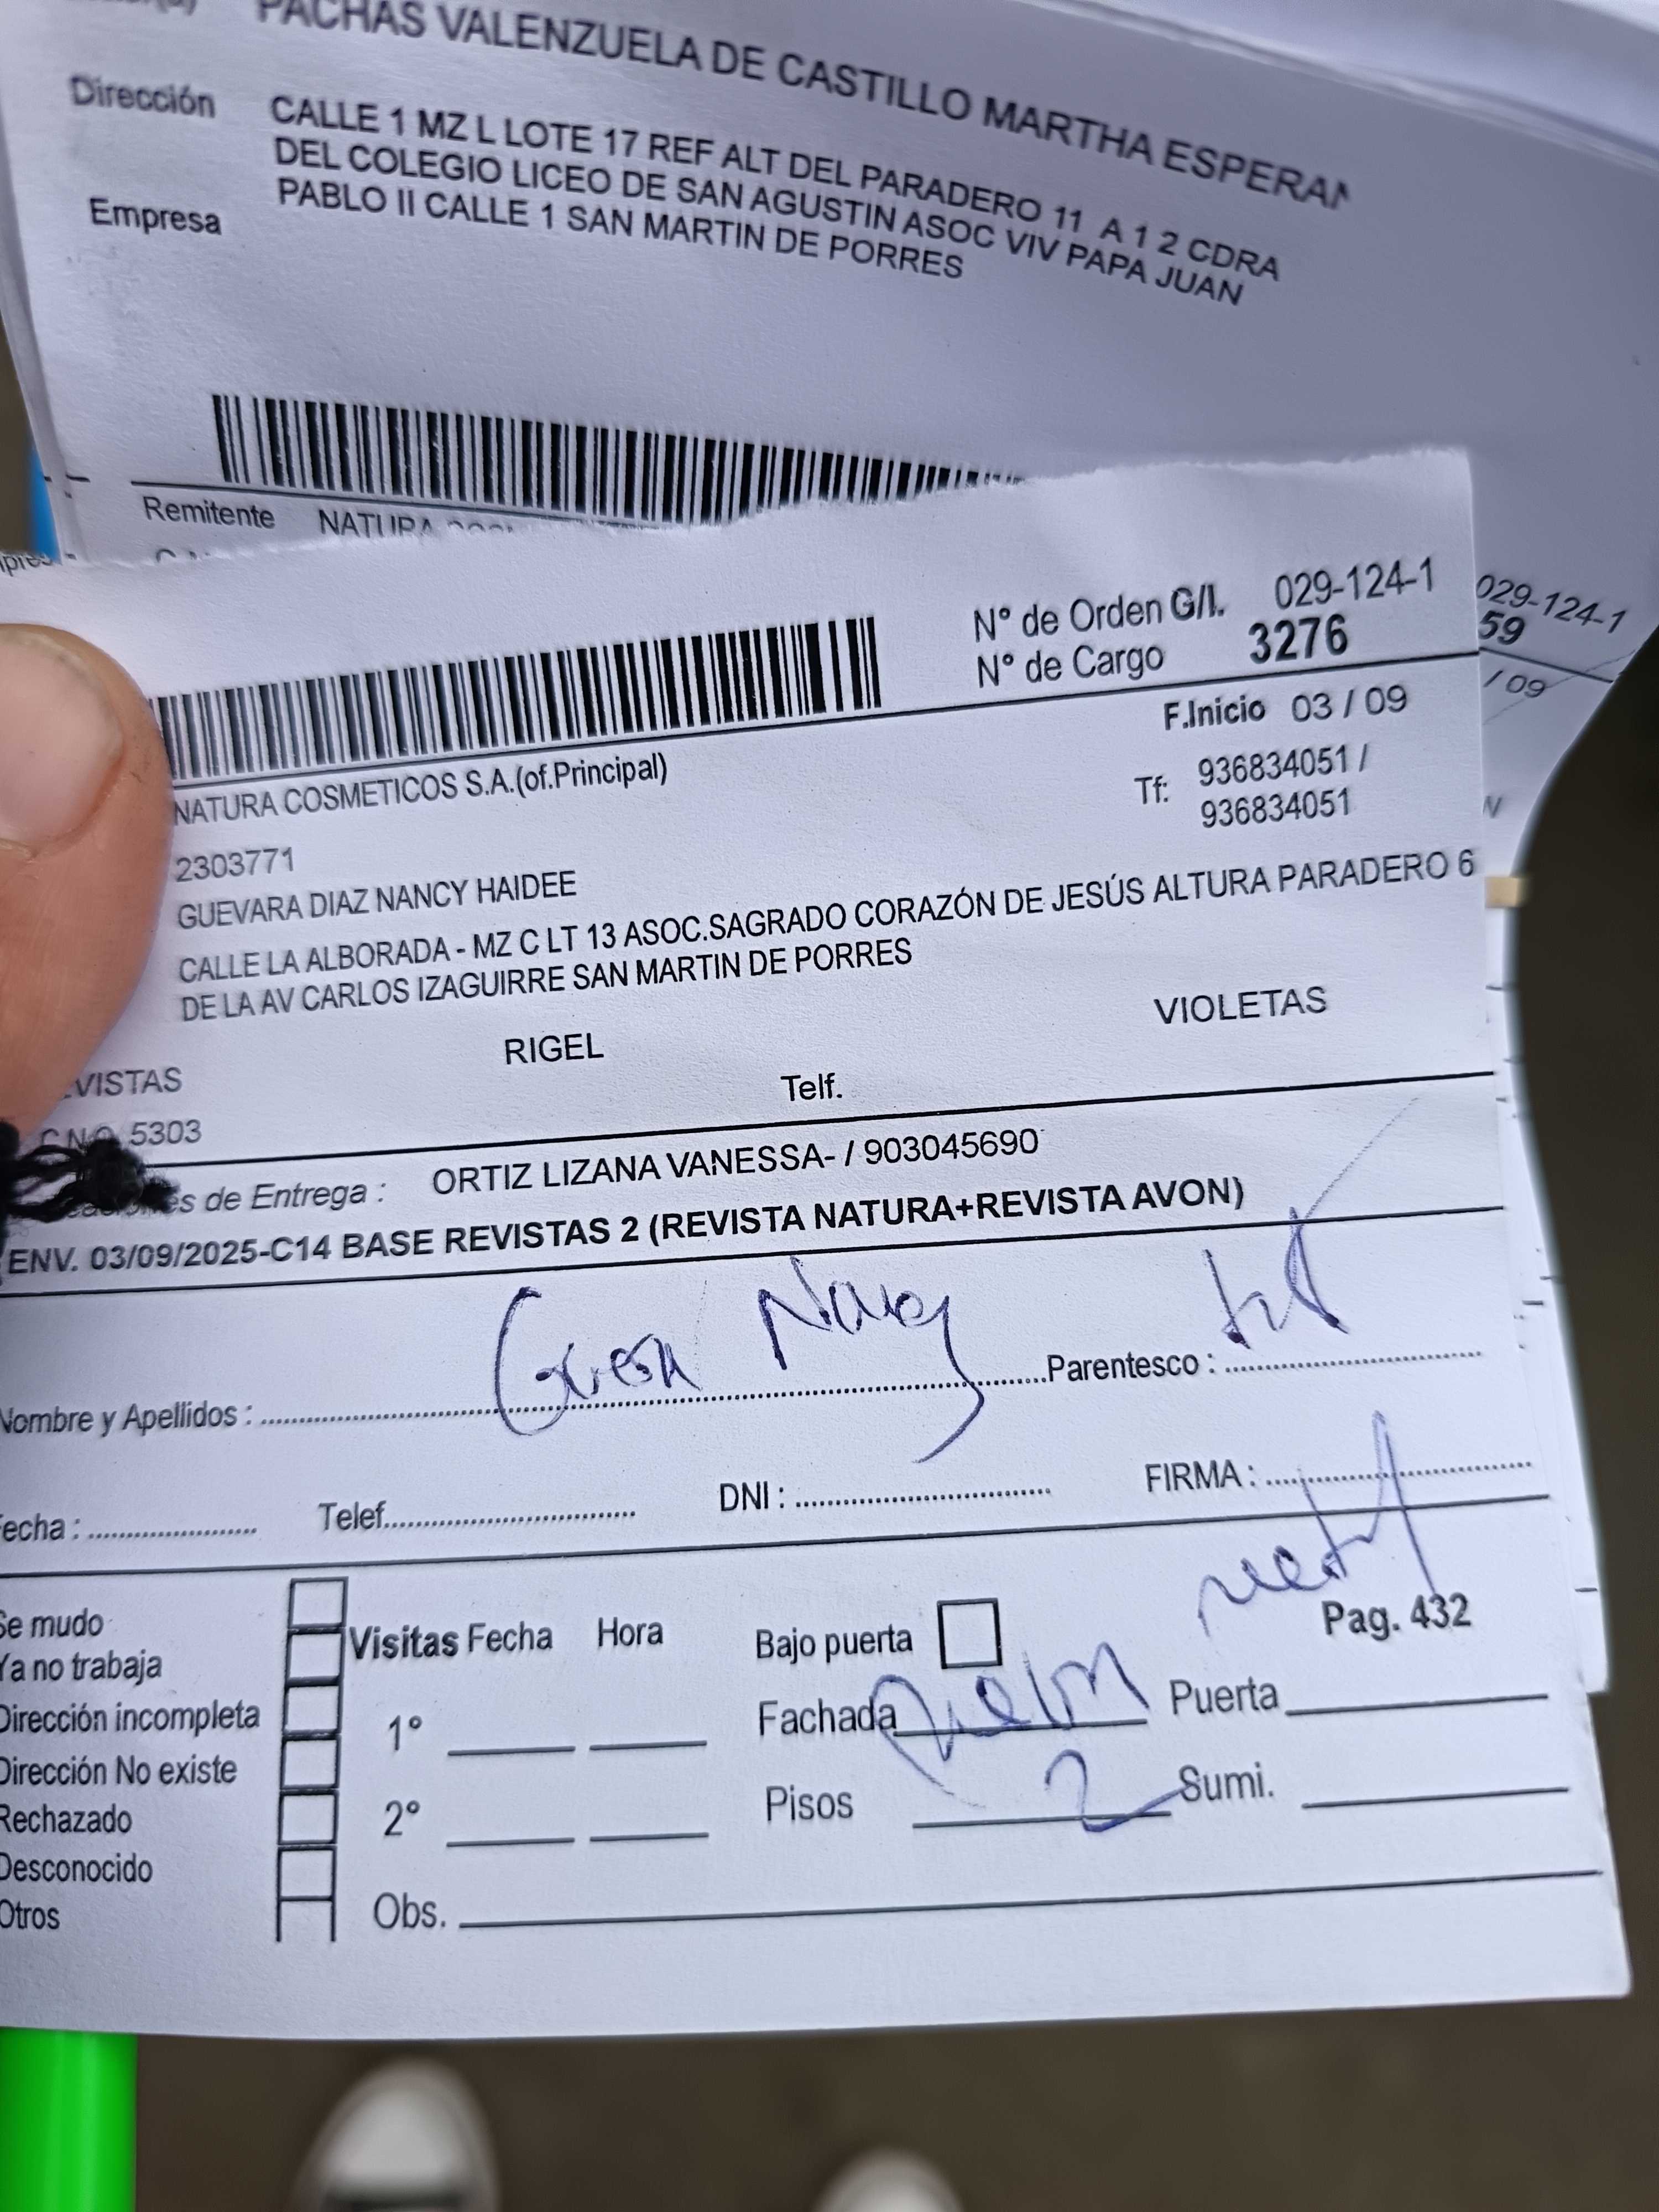 PACHAS VALENZUELA DE CASTILLO MARTHA ESPERAN
Dirección CALLE 1 MZ L LOTE 17 REF ALT DEL PARADERO 11 A 1 2 CDRA
DEL COLEGIO LICEO DE SAN AGUSTIN ASOC VIV PAPA JUAN
PABLO II CALLE 1 SAN MARTIN DE PORRES
Empresa
Remitente NATURA
N° de Orden G/I. 029-124-1
029-124-1
N° de Cargo 3276
59
F.Inicio 03 / 09
/ 09
NATURA COSMETICOS S.A.(of.Principal)
Tf: 936834051 /
936834051
2303771
GUEVARA DIAZ NANCY HAIDEE
CALLE LA ALBORADA - MZ C LT 13 ASOC.SAGRADO CORAZÓN DE JESÚS ALTURA PARADERO 6
DE LA AV CARLOS IZAGUIRRE SAN MARTIN DE PORRES
VISTAS RIGEL VIOLETAS
5303 Telf.
es de Entrega : ORTIZ LIZANA VANESSA- / 903045690
ENV. 03/09/2025-C14 BASE REVISTAS 2 (REVISTA NATURA+REVISTA AVON)
Nombre y Apellidos : Nancy Parentesco : tit
echa : Telef. DNI : FIRMA :
Se mudo
Ya no trabaja
Dirección incompleta
Dirección No existe
Rechazado
Desconocido
Otros
Visitas Fecha Hora
1°
2°
Obs.
Bajo puerta
Pag. 432
Fachada Puerta
Pisos 2 Sumi.